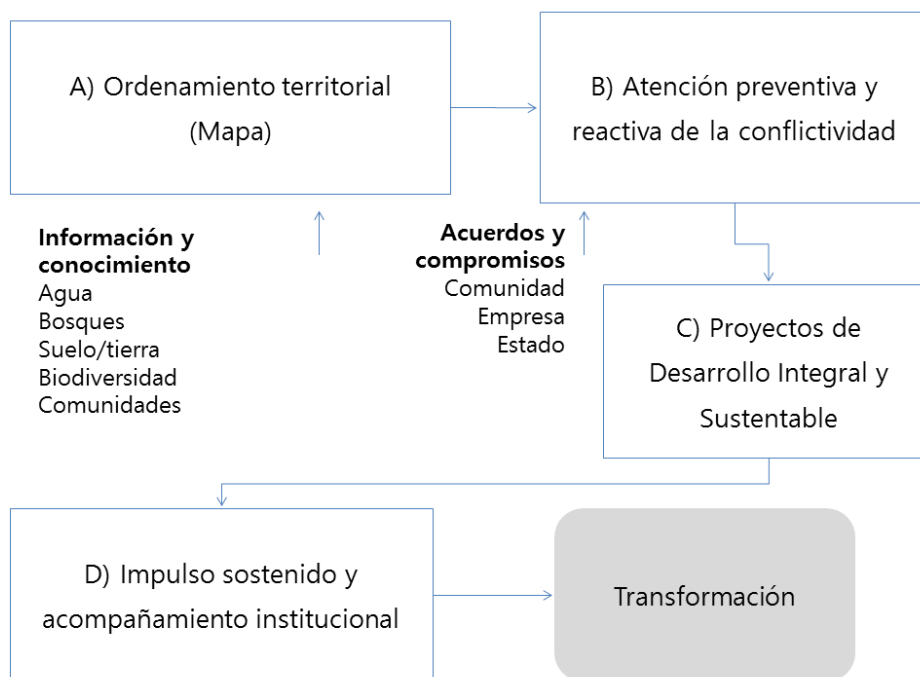 A) Ordenamiento territorial
(Mapa)
B) Atención preventiva y
reactiva de la conflictividad
Información y
conocimiento
Agua
Bosques
Suelo/tierra
Biodiversidad
Comunidades
Acuerdos y
compromisos
Comunidad
Empresa
Estado
C) Proyectos de
Desarrollo Integral y
Sustentable
D) Impulso sostenido y
acompañamiento institucional
Transformación